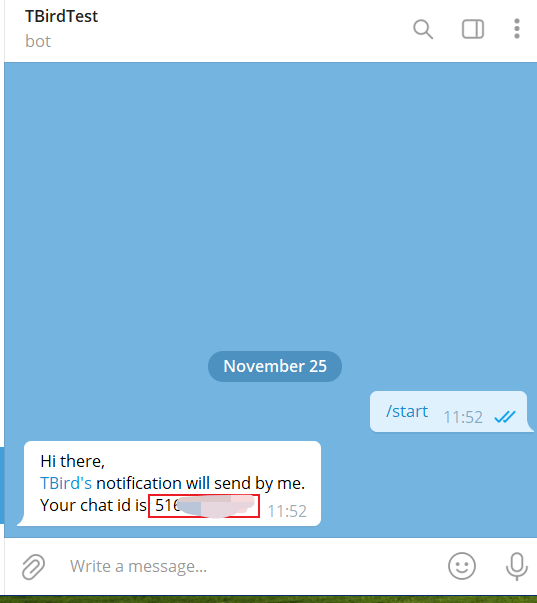 TBirdTest
bot
November 25
/start 11:52
Hi there,
TBird's notification will send by me.
Your chat id is 516 11:52
Write a message...